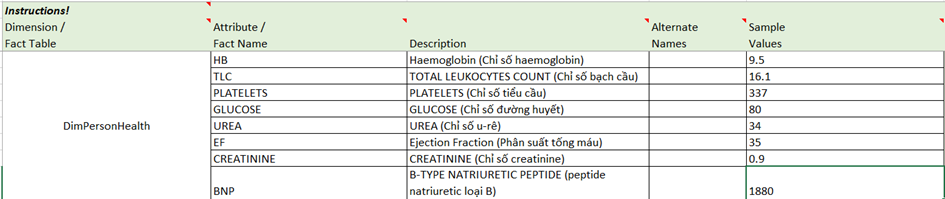 Instructions!
Dimension / Fact Table
Attribute / Fact Name
Description
Alternate Names
Sample Values
DimPersonHealth
HB Haemoglobin (Chỉ số haemoglobin) 9.5
TLC TOTAL LEUKOCYTES COUNT (Chỉ số bạch cầu) 16.1
PLATELETS PLATELETS (Chỉ số tiểu cầu) 337
GLUCOSE GLUCOSE (Chỉ số đường huyết) 80
UREA UREA (Chỉ số u-rê) 34
EF Ejection Fraction (Phân suất tống máu) 35
CREATININE CREATININE (Chỉ số creatinine) 0.9
BNP B-TYPE NATRIURETIC PEPTIDE (peptide natriuretic loại B) 1880